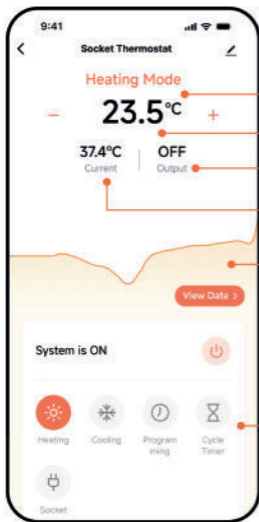 9:41
Socket Thermostat
Heating Mode
− 23.5°C +
37.4°C OFF
Current Output
View Data >
System is ON
Heating Cooling Program Cycle
ming Timer
Socket